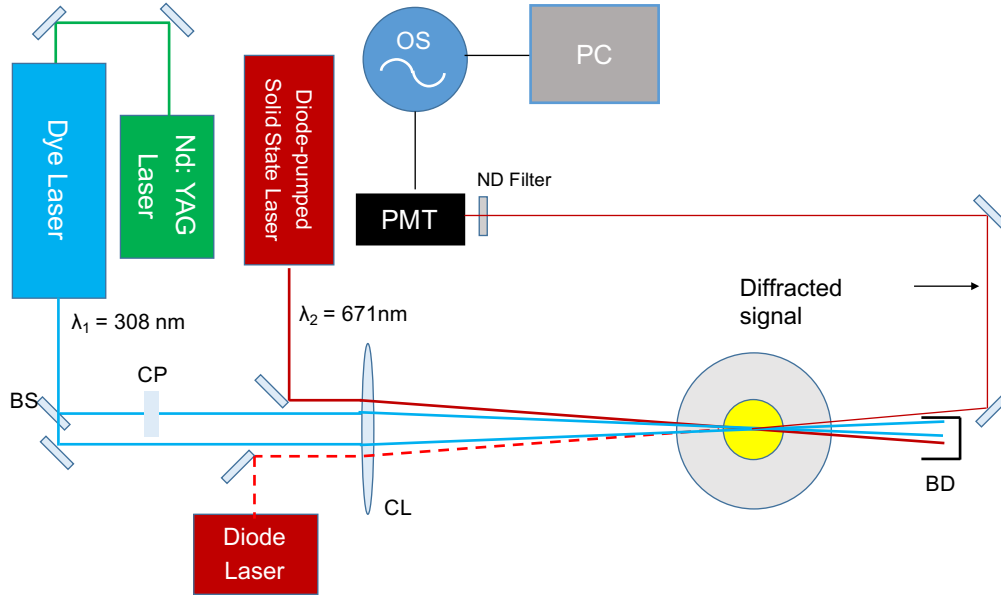 OS
PC
Dye Laser
Nd: YAG
Laser
Diode-pumped
Solid State Laser
ND Filter
PMT
Diffracted
signal
λ₁ = 308 nm
λ₂ = 671nm
CP
BS
CL
BD
Diode
Laser